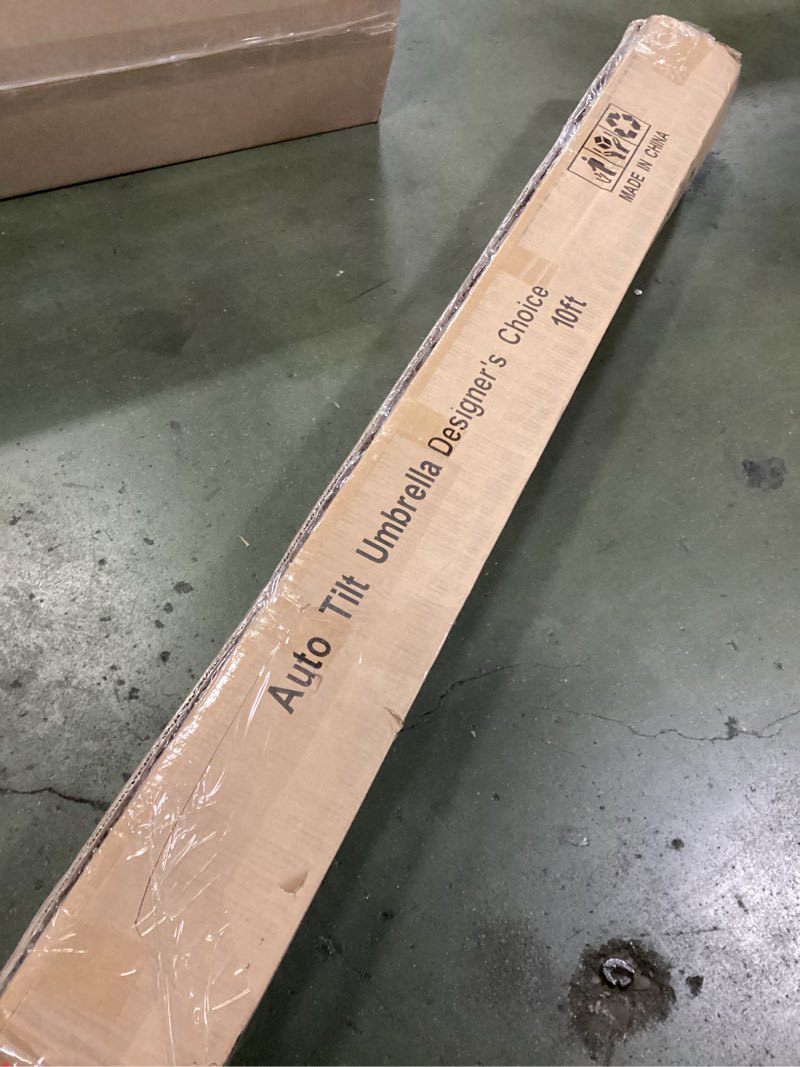 Auto Tilt Umbrella Designer's Choice
10ft
MADE IN CHINA